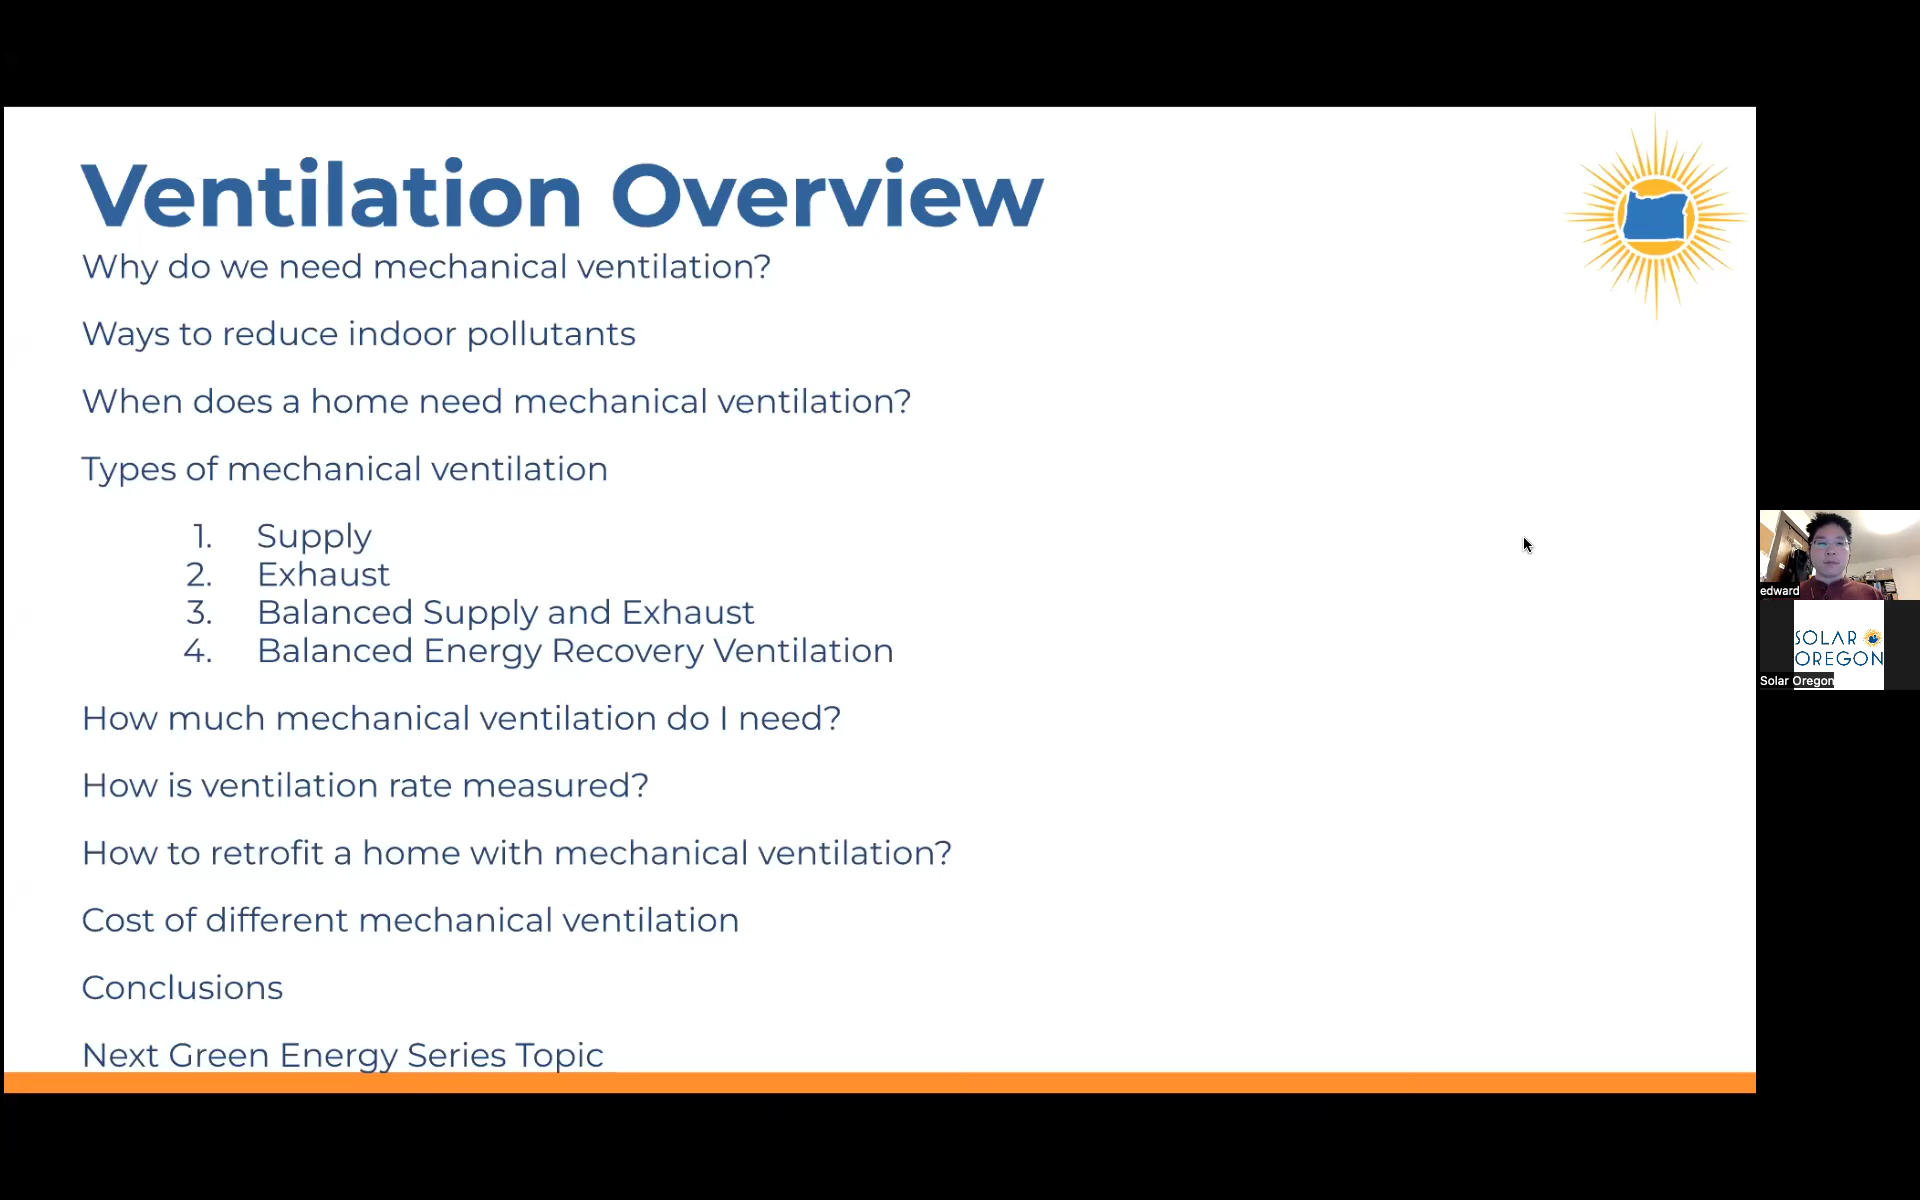 Ventilation Overview
Why do we need mechanical ventilation?
Ways to reduce indoor pollutants
When does a home need mechanical ventilation?
Types of mechanical ventilation
1. Supply
2. Exhaust
3. Balanced Supply and Exhaust
4. Balanced Energy Recovery Ventilation
How much mechanical ventilation do I need?
How is ventilation rate measured?
How to retrofit a home with mechanical ventilation?
Cost of different mechanical ventilation
Conclusions
Next Green Energy Series Topic
edward
SOLAR
OREGON
Solar Oregon